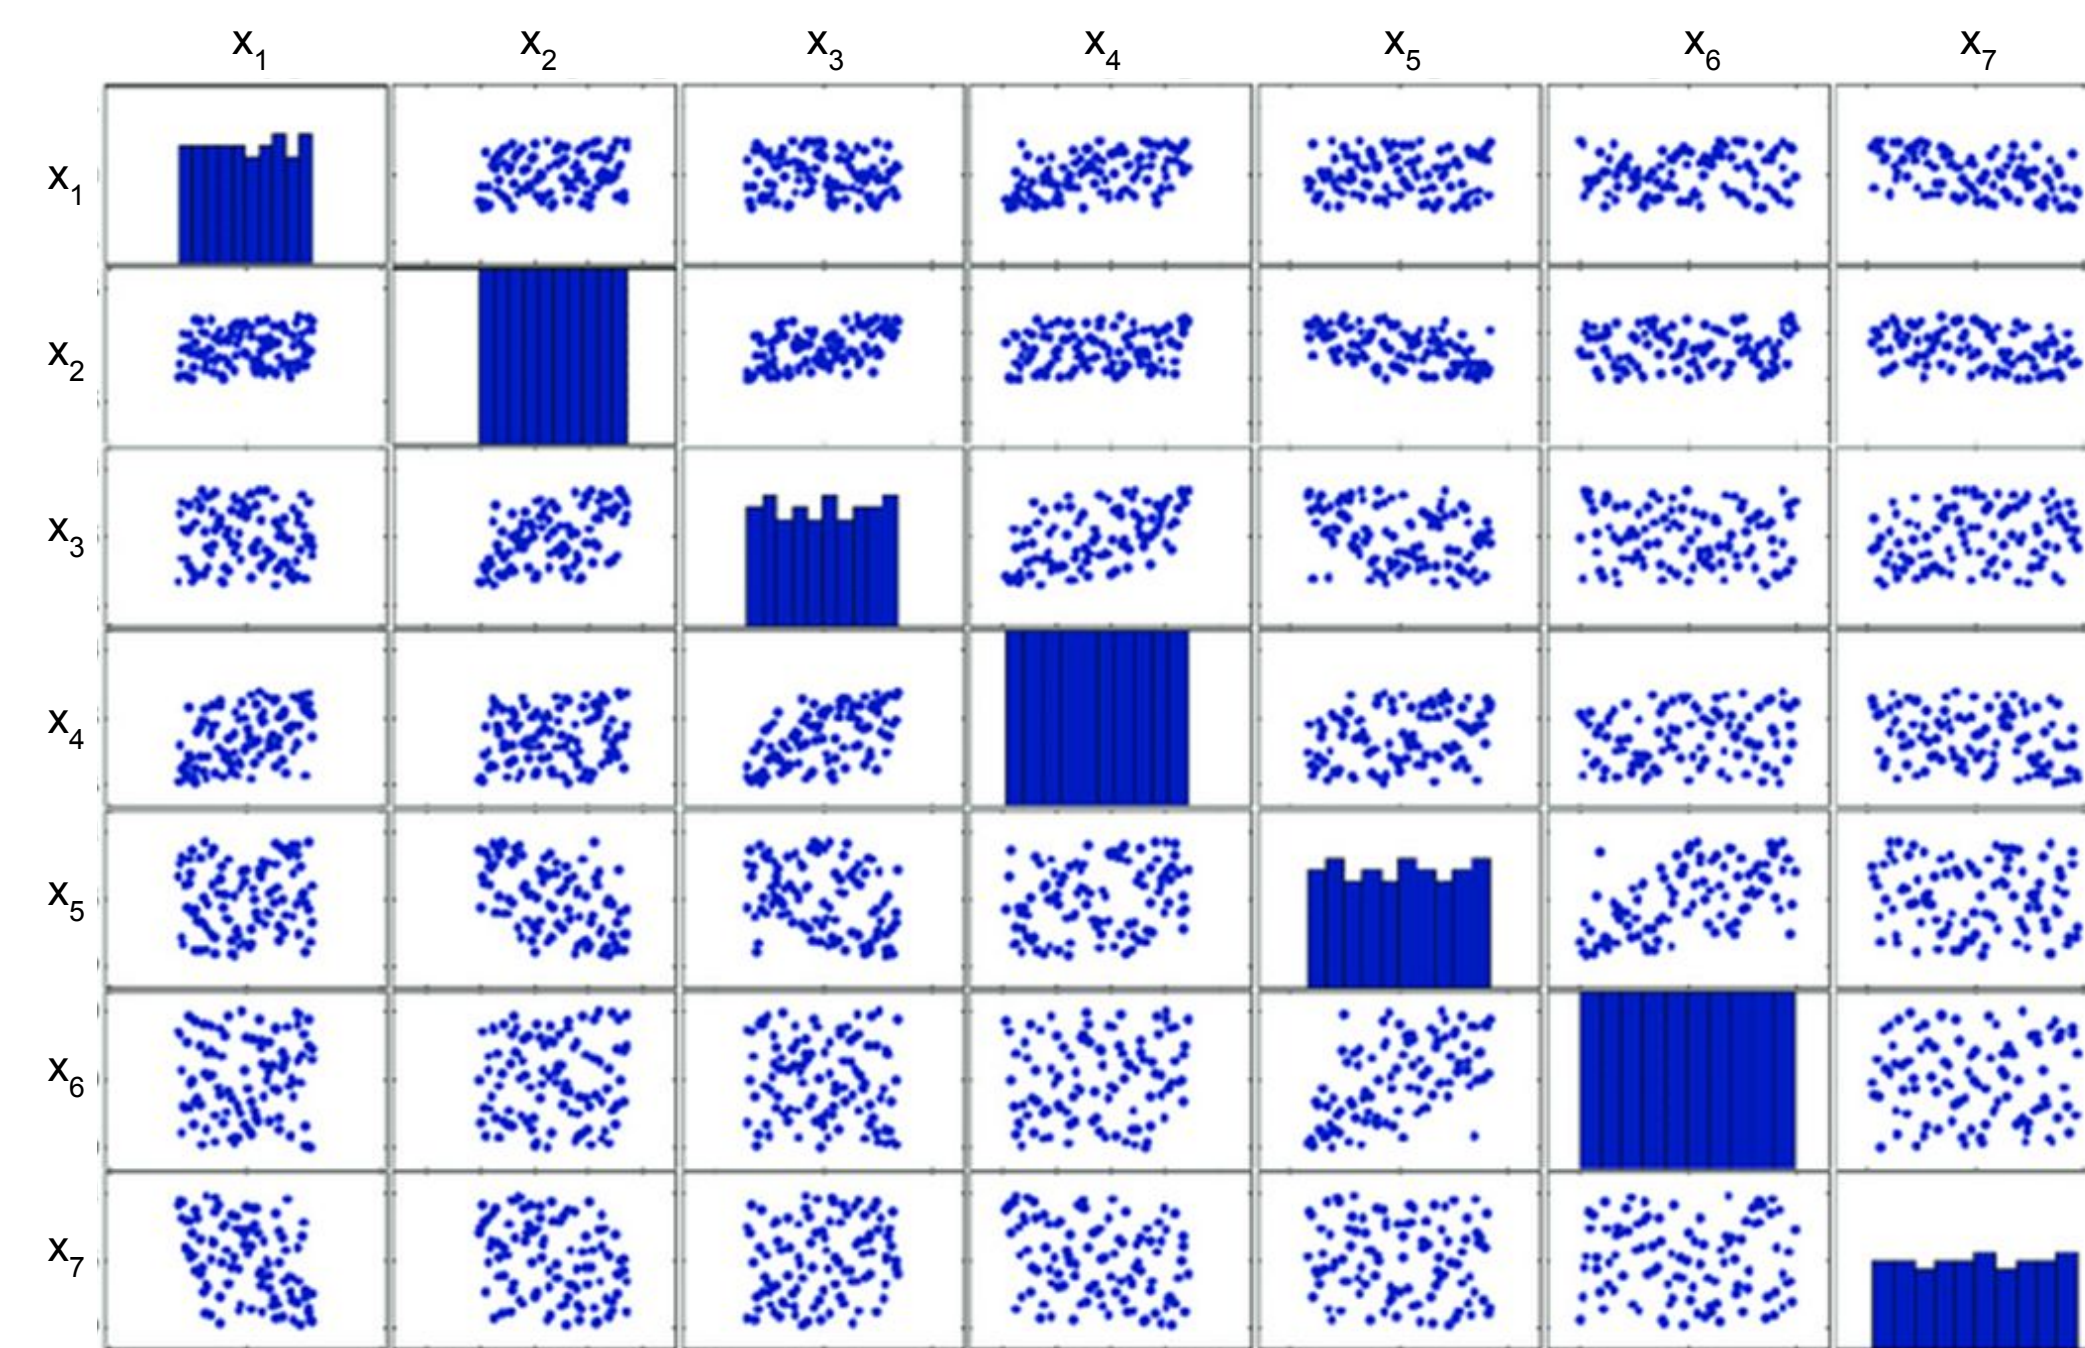 x₁ x₂ x₃ x₄ x₅ x₆ x₇
x₁
x₂
x₃
x₄
x₅
x₆
x₇